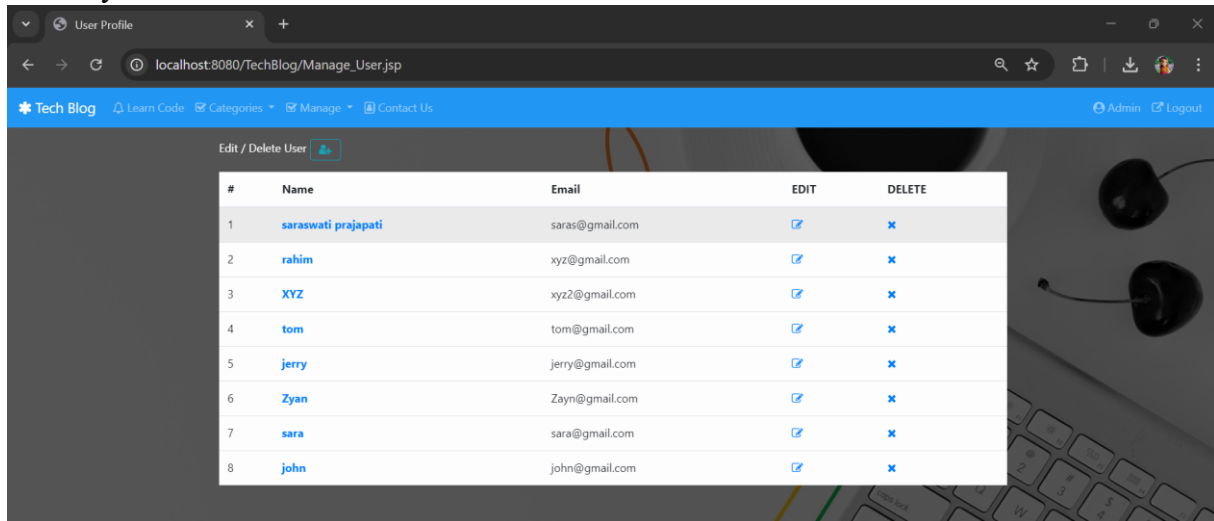 User Profile
localhost:8080/TechBlog/Manage_User.jsp
Tech Blog Learn Code Categories Manage Contact Us Admin Logout
Edit / Delete User
# Name Email EDIT DELETE
1 saraswati prajapati saras@gmail.com
2 rahim xyz@gmail.com
3 XYZ xyz2@gmail.com
4 tom tom@gmail.com
5 jerry jerry@gmail.com
6 Zyan Zayn@gmail.com
7 sara sara@gmail.com
8 john john@gmail.com